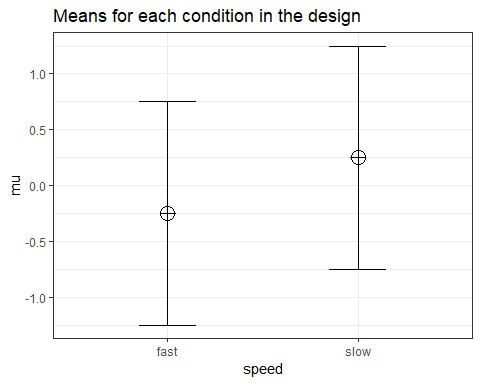 Means for each condition in the design
1.0
0.5
0.0
-0.5
-1.0
mu
fast slow
speed